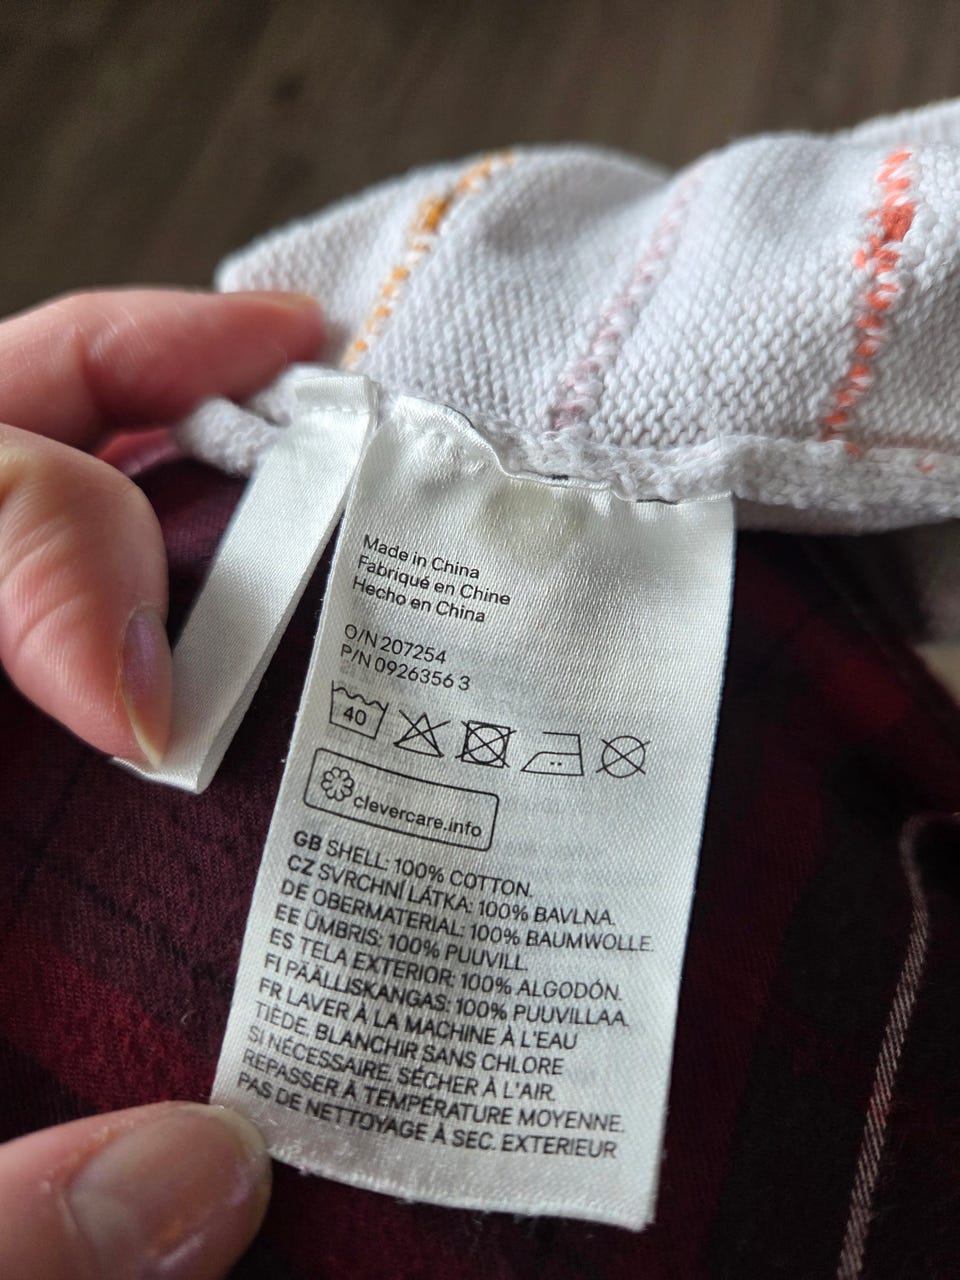 Made in China
Fabriqué en Chine
Hecho en China
O/N 207254
P/N 0926356 3
40
clevercare.info
GB SHELL: 100% COTTON.
CZ SVRCHNÍ LÁTKA: 100% BAVLNA.
DE OBERMATERIAL: 100% BAUMWOLLE.
EE ÜMBRIS: 100% PUUVILL.
ES TELA EXTERIOR: 100% ALGODÓN.
FI PÄÄLLISKANGAS: 100% PUUVILLAA.
FR LAVER À LA MACHINE À L'EAU
TIÈDE. BLANCHIR SANS CHLORE
SI NÉCESSAIRE. SÉCHER À L'AIR.
REPASSER À TEMPÉRATURE MOYENNE.
PAS DE NETTOYAGE À SEC. EXTERIEUR